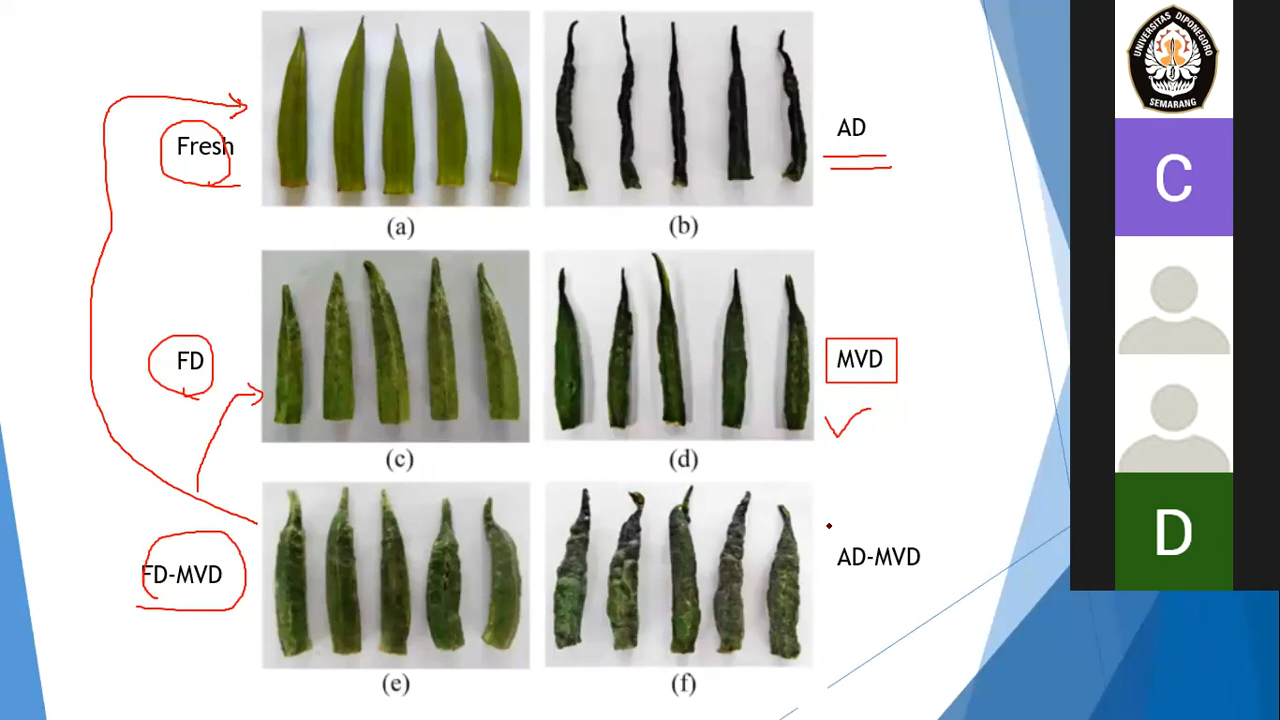 Fresh
AD
(a)
(b)
FD
MVD
(c)
(d)
FD-MVD
AD-MVD
(e)
(f)
UNIVERSITAS DIPONEGORO
SEMARANG
C
D